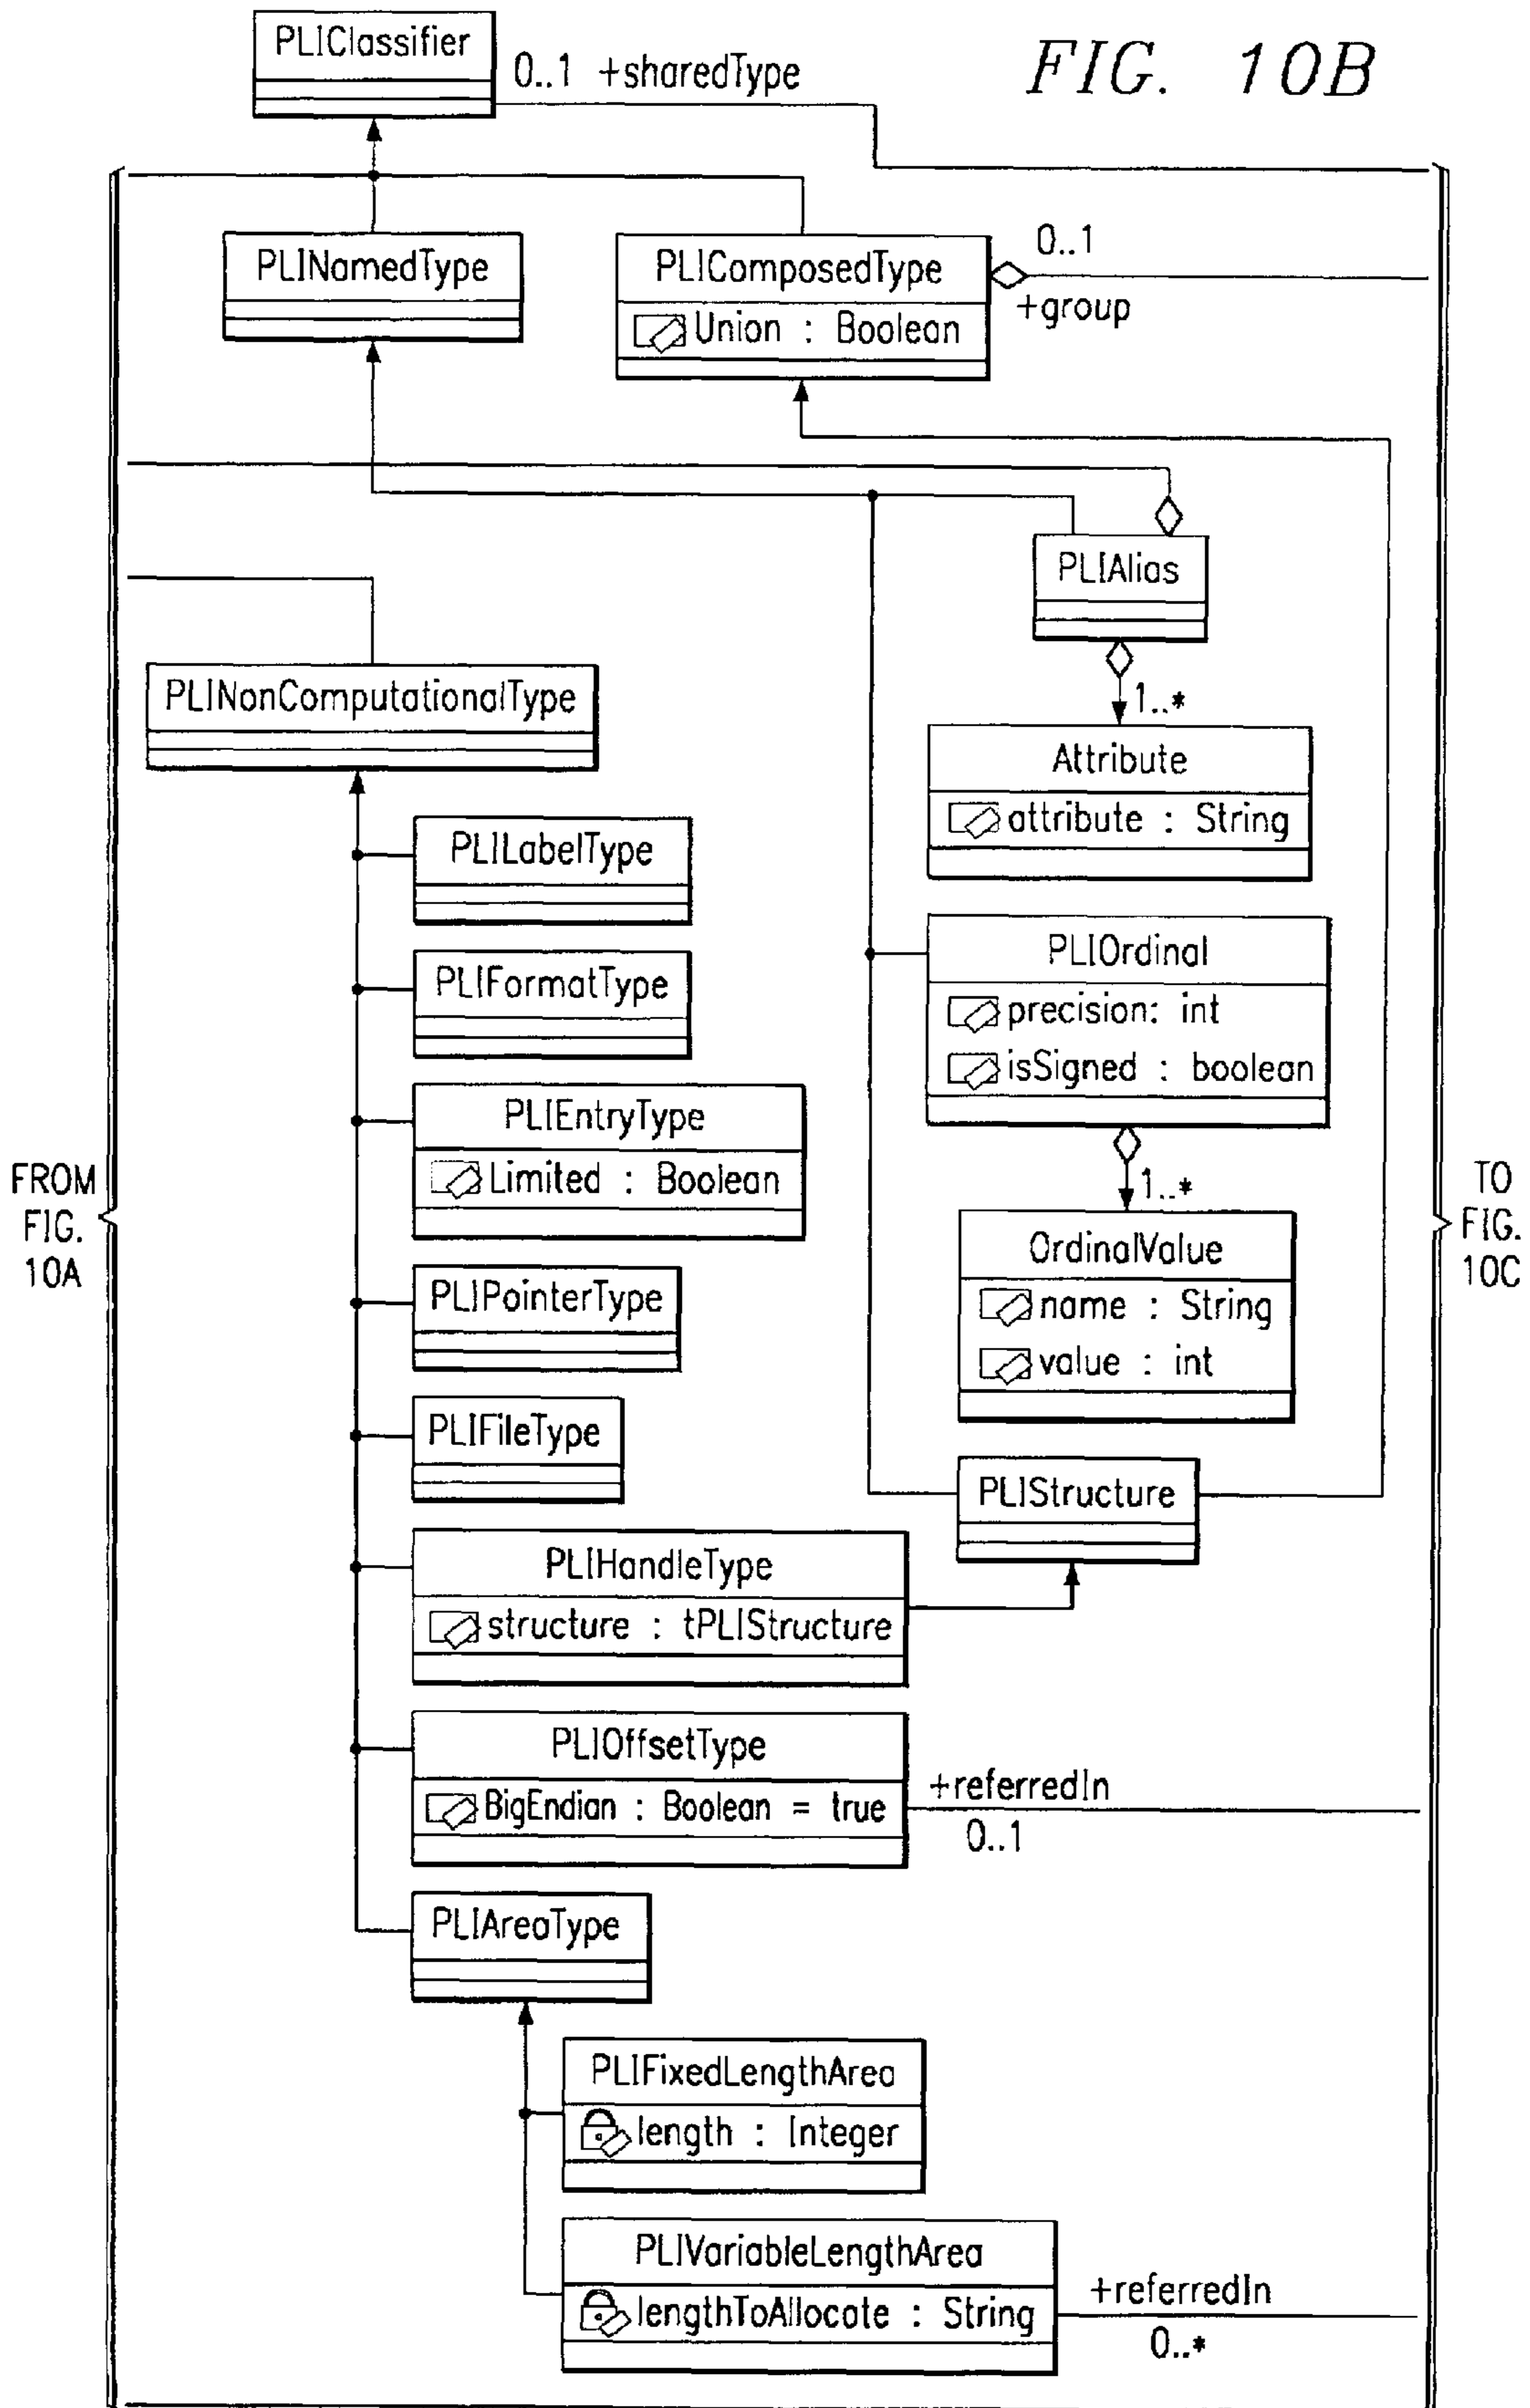 FIG. 10B
PLIClassifier
0..1 +sharedType
PLINamedType
PLIComposedType
Union : Boolean
0..1
+group
PLIAlias
1..*
PLINonComputationalType
Attribute
attribute : String
PLILabelType
PLIFormatType
PLIOrdinal
precision: int
isSigned : boolean
PLIEntryType
Limited : Boolean
1..*
FROM
FIG.
10A
TO
FIG.
10C
OrdinalValue
name : String
value : int
PLIPointerType
PLIFileType
PLIStructure
PLIHandleType
structure : tPLIStructure
PLIOffsetType
BigEndian : Boolean = true
+referredIn
0..1
PLIAreaType
PLIFixedLengthArea
length : Integer
PLIVariableLengthArea
lengthToAllocate : String
+referredIn
0..*